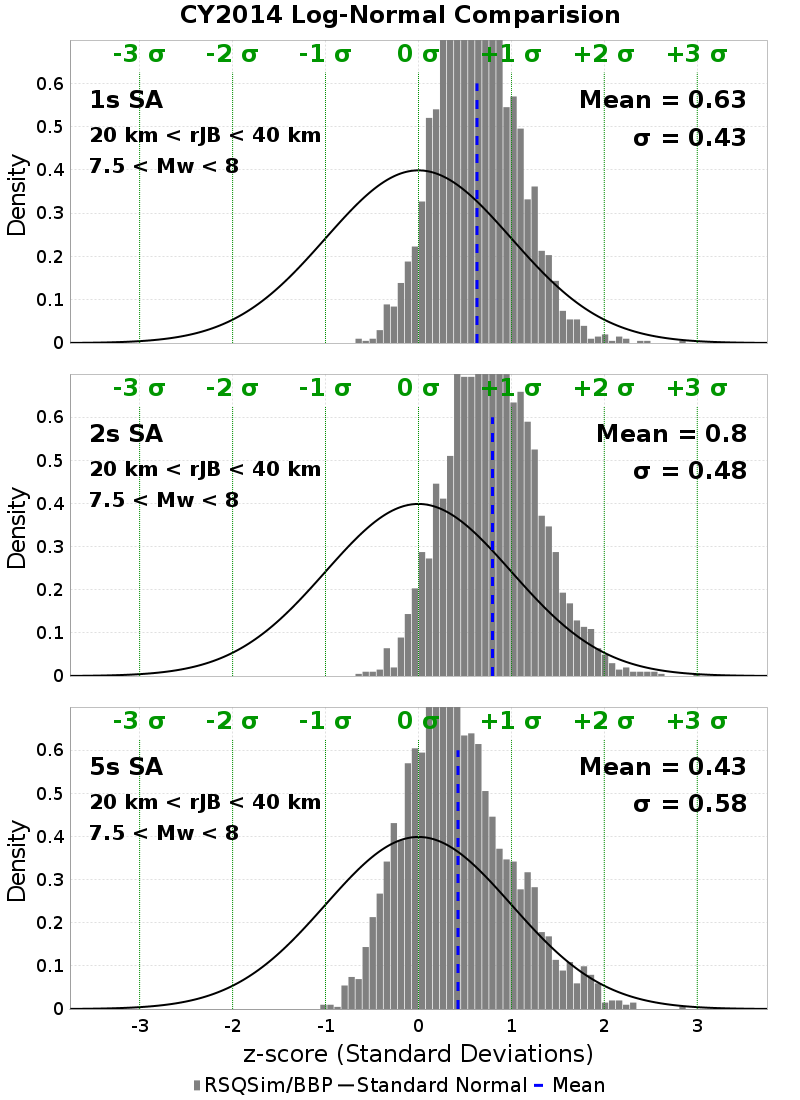 CY2014 Log-Normal Comparision
-3 σ -2 σ -1 σ 0 σ +1 σ +2 σ +3 σ
1s SA
Mean = 0.63
20 km < rJB < 40 km
σ = 0.43
7.5 < Mw < 8
Density
0.6
0.5
0.4
0.3
0.2
0.1
0
-3 σ -2 σ -1 σ 0 σ +1 σ +2 σ +3 σ
2s SA
Mean = 0.8
20 km < rJB < 40 km
σ = 0.48
7.5 < Mw < 8
Density
0.6
0.5
0.4
0.3
0.2
0.1
0
-3 σ -2 σ -1 σ 0 σ +1 σ +2 σ +3 σ
5s SA
Mean = 0.43
20 km < rJB < 40 km
σ = 0.58
7.5 < Mw < 8
Density
0.6
0.5
0.4
0.3
0.2
0.1
0
-3 -2 -1 0 1 2 3
z-score (Standard Deviations)
RSQSim/BBP Standard Normal Mean